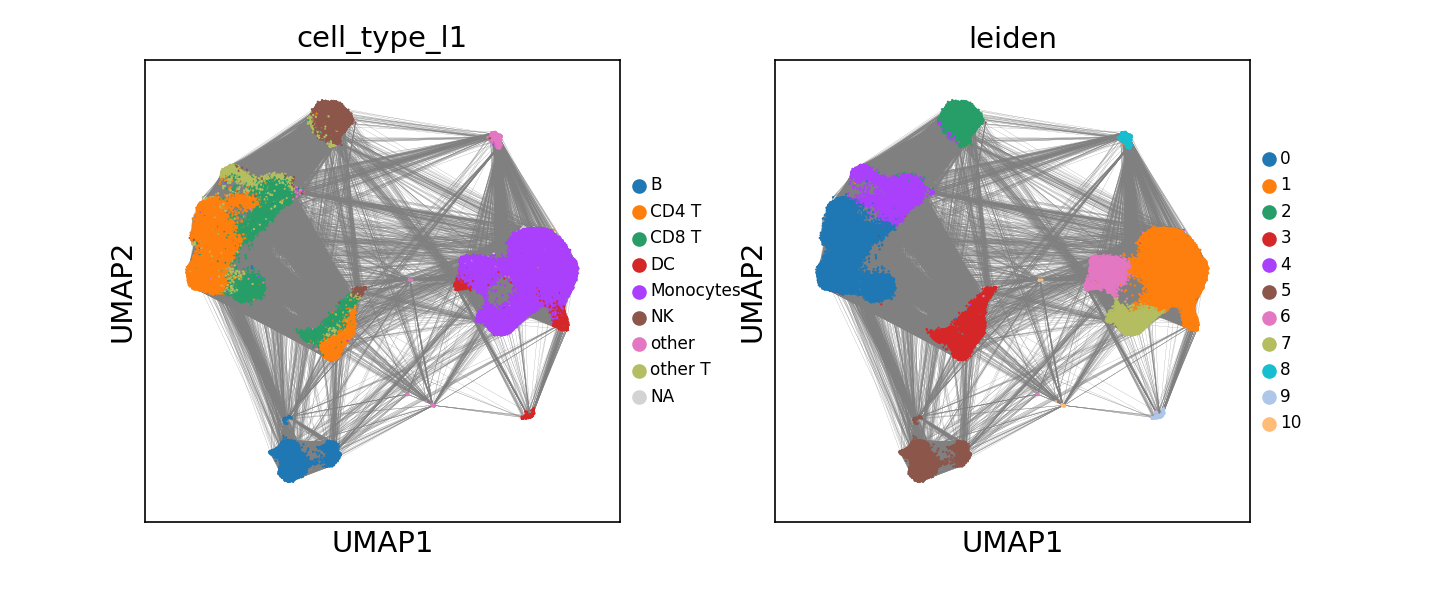 cell_type_l1
UMAP2
UMAP1
B
CD4 T
CD8 T
DC
Monocytes
NK
other
other T
NA
leiden
UMAP2
UMAP1
0
1
2
3
4
5
6
7
8
9
10